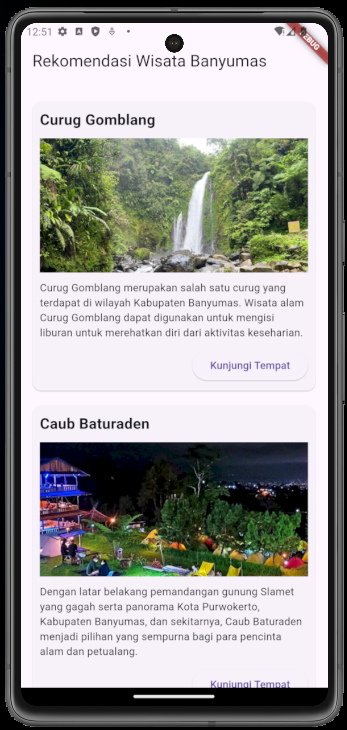 12:51
DEBUG
Rekomendasi Wisata Banyumas
Curug Gomblang
Curug Gomblang merupakan salah satu curug yang
terdapat di wilayah Kabupaten Banyumas. Wisata alam
Curug Gomblang dapat digunakan untuk mengisi
liburan untuk merehatkan diri dari aktivitas keseharian.
Kunjungi Tempat
Caub Baturaden
Dengan latar belakang pemandangan gunung Slamet
yang gagah serta panorama Kota Purwokerto,
Kabupaten Banyumas, dan sekitarnya, Caub Baturaden
menjadi pilihan yang sempurna bagi para pencinta
alam dan petualang.
Kunjungi Tempat